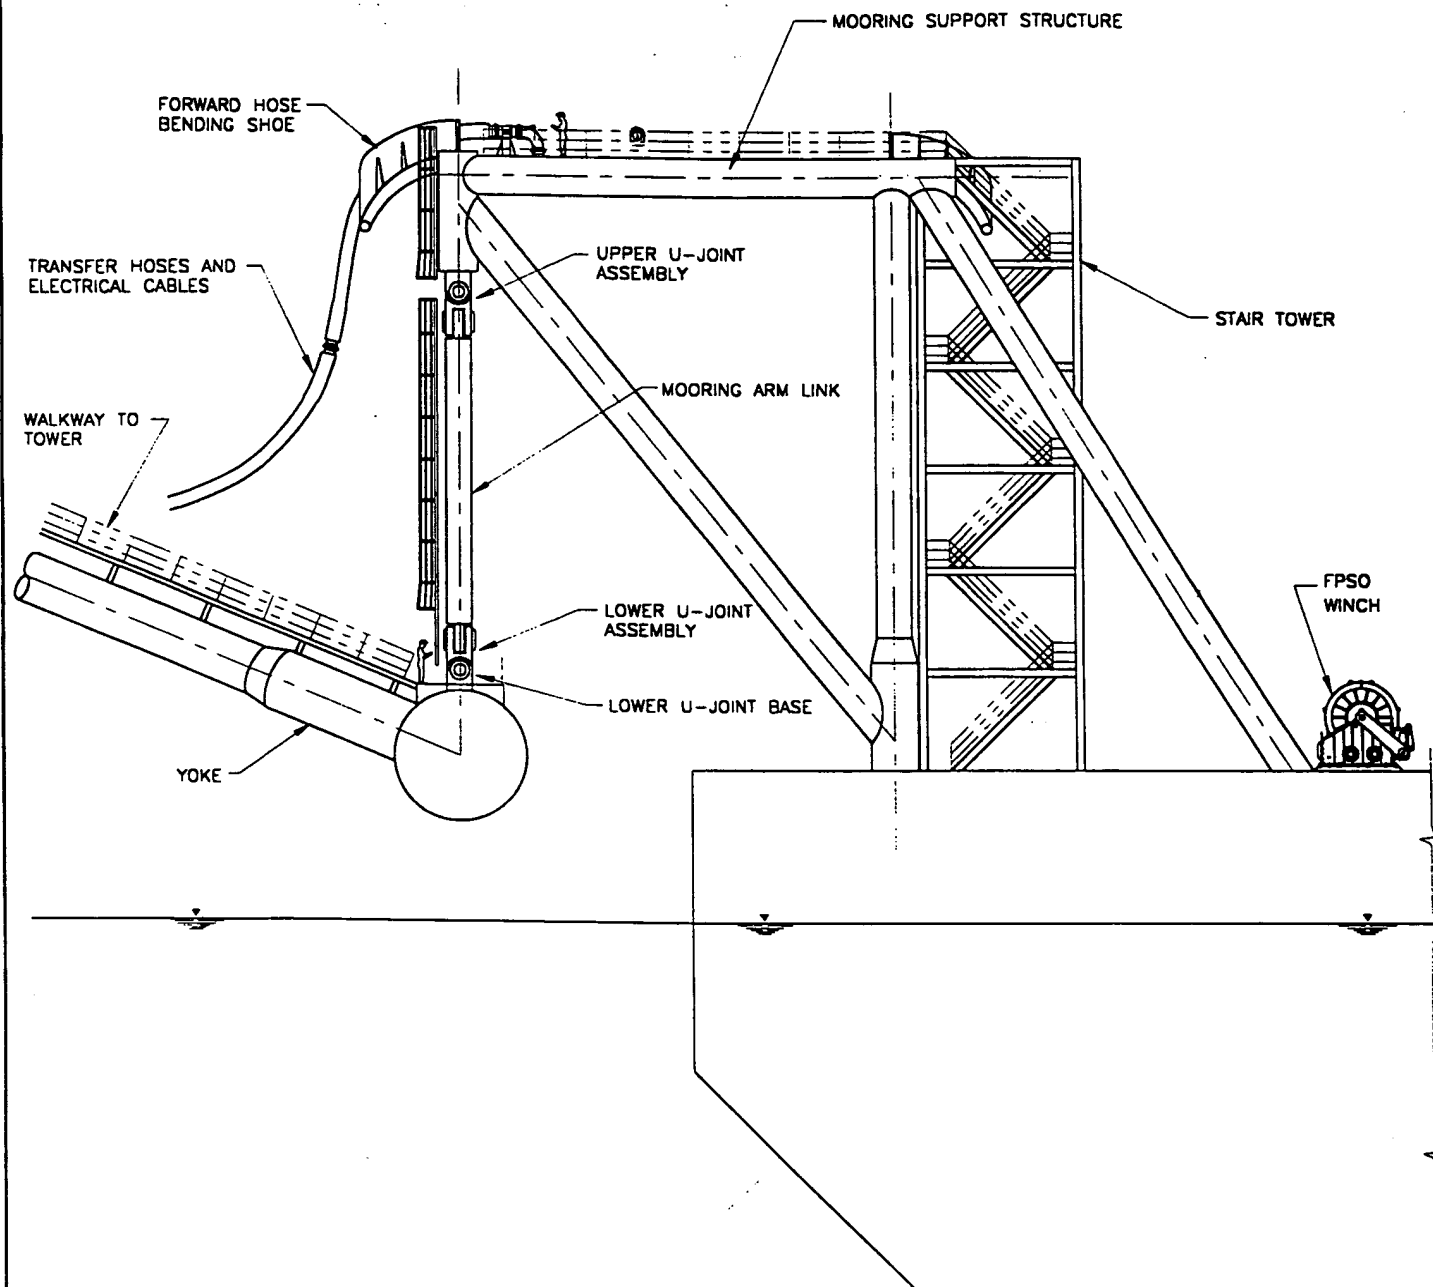 MOORING SUPPORT STRUCTURE
FORWARD HOSE
BENDING SHOE
UPPER U-JOINT
ASSEMBLY
TRANSFER HOSES AND
ELECTRICAL CABLES
STAIR TOWER
MOORING ARM LINK
WALKWAY TO
TOWER
FPSO
WINCH
LOWER U-JOINT
ASSEMBLY
LOWER U-JOINT BASE
YOKE